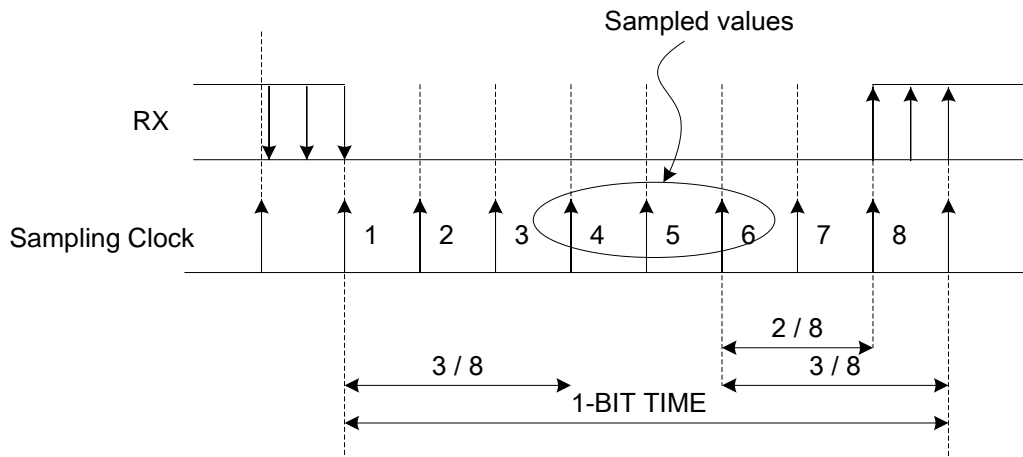 Sampled values
RX
Sampling Clock
1 2 3 4 5 6 7 8
2 / 8
3 / 8 3 / 8
1-BIT TIME